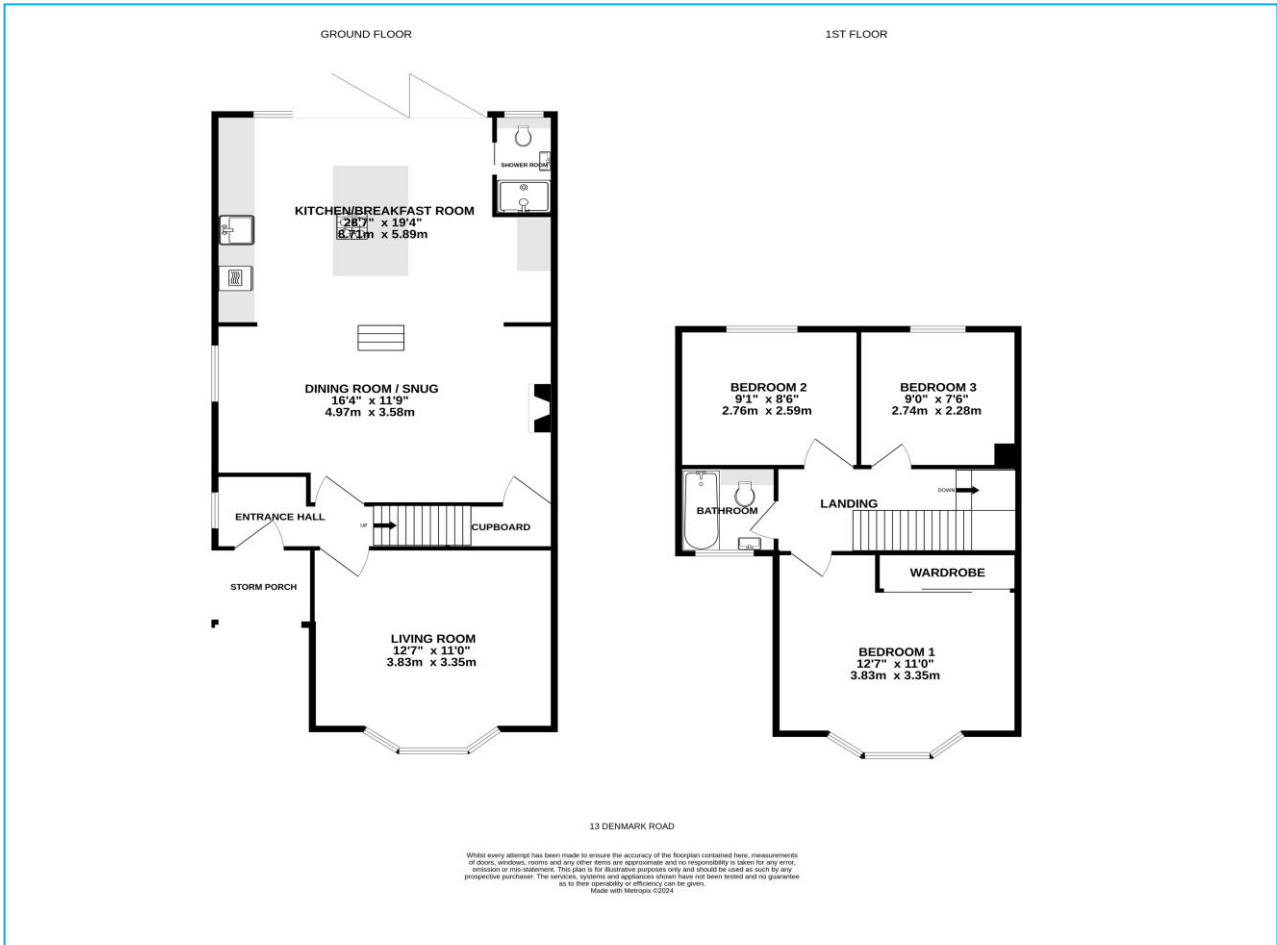 GROUND FLOOR
1ST FLOOR
SHOWER ROOM
KITCHEN/BREAKFAST ROOM
28'7" x 19'4"
8.71m x 5.89m
DINING ROOM / SNUG
16'4" x 11'9"
4.97m x 3.58m
ENTRANCE HALL
UP
CUPBOARD
STORM PORCH
LIVING ROOM
12'7" x 11'0"
3.83m x 3.35m
BEDROOM 2
9'1" x 8'6"
2.76m x 2.59m
BEDROOM 3
9'0" x 7'6"
2.74m x 2.28m
DOWN
LANDING
BATHROOM
WARDROBE
BEDROOM 1
12'7" x 11'0"
3.83m x 3.35m
13 DENMARK ROAD
Whilst every attempt has been made to ensure the accuracy of the floorplan contained here, measurements
of doors, windows, rooms and any other items are approximate and no responsibility is taken for any error,
omission or mis-statement. This plan is for illustrative purposes only and should be used as such by any
prospective purchaser. The services, systems and appliances shown have not been tested and no guarantee
as to their operability or efficiency can be given.
Made with Metropix ©2024